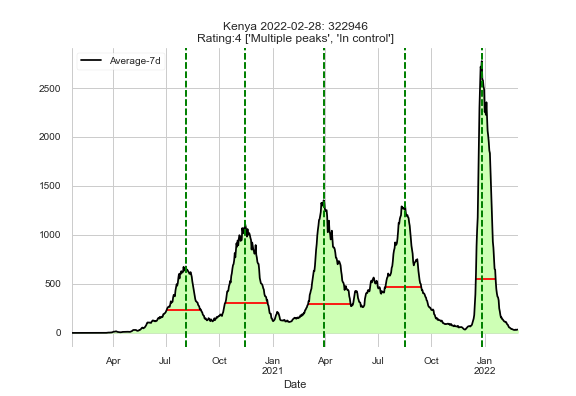 Kenya 2022-02-28: 322946
Rating:4 ['Multiple peaks', 'In control']
Average-7d
2500
2000
1500
1000
500
0
Apr Jul Oct Jan Apr Jul Oct Jan
2021 2022
Date